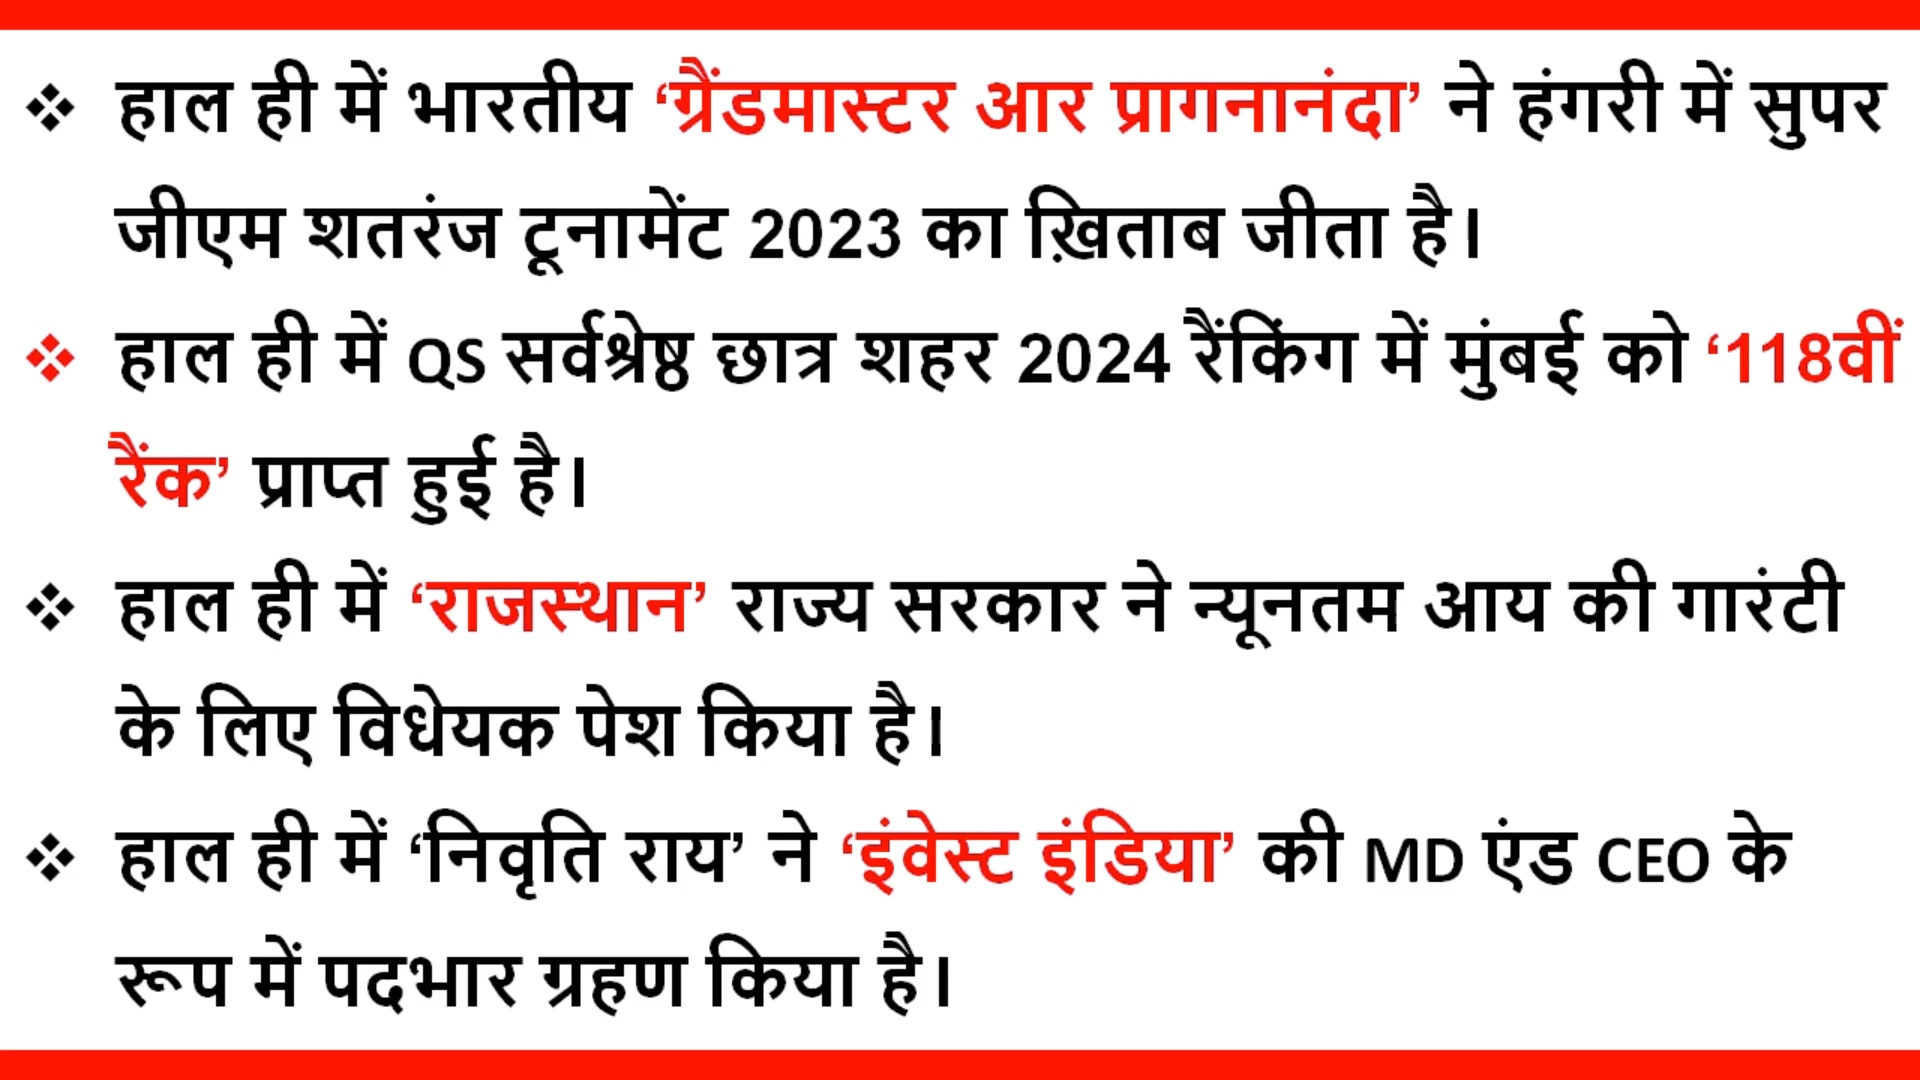 ❖ हाल ही में भारतीय ‘ग्रैंडमास्टर आर प्रागनानंदा’ ने हंगरी में सुपर
जीएम शतरंज टूनामेंट 2023 का ख़िताब जीता है।
❖ हाल ही में QS सर्वश्रेष्ठ छात्र शहर 2024 रैंकिंग में मुंबई को ‘118वीं
रैंक’ प्राप्त हुई है।
❖ हाल ही में ‘राजस्थान’ राज्य सरकार ने न्यूनतम आय की गारंटी
के लिए विधेयक पेश किया है।
❖ हाल ही में ‘निवृति राय’ ने ‘इंवेस्ट इंडिया’ की MD एंड CEO के
रूप में पदभार ग्रहण किया है।